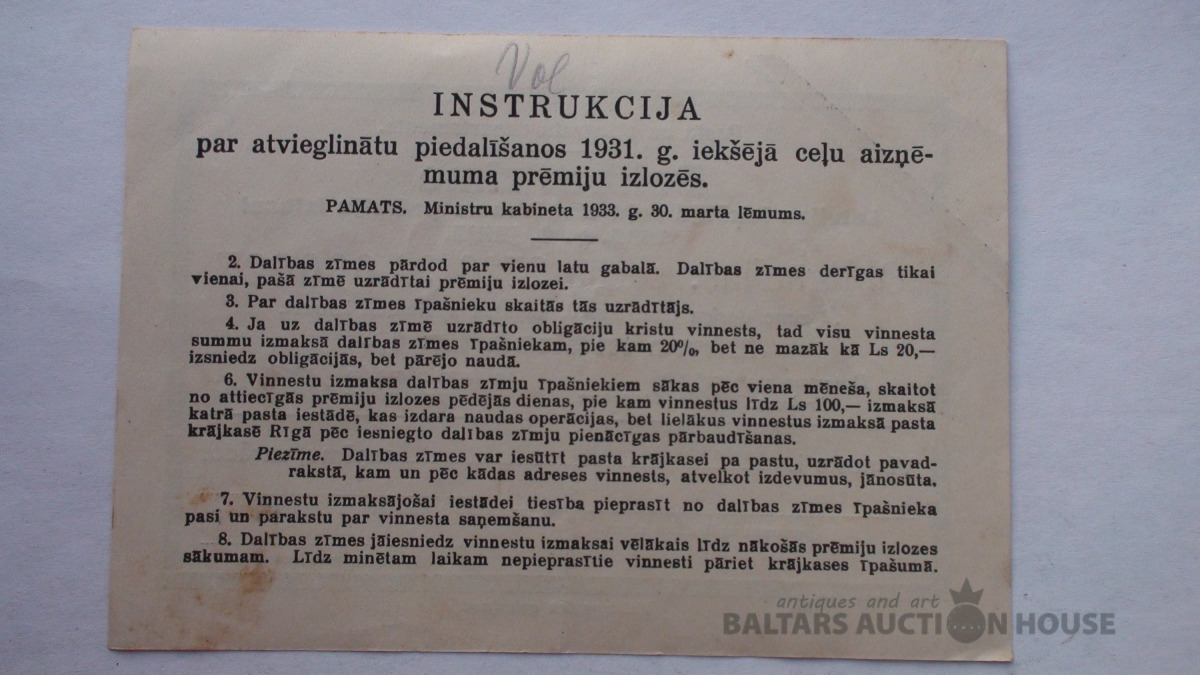 Vol
INSTRUKCIJA
par atvieglinātu piedalīšanos 1931. g. iekšējā ceļu aizņē-
muma prēmiju izlozēs.
PAMATS. Ministru kabineta 1933. g. 30. marta lēmums.
2. Dalības zīmes pārdod par vienu latu gabalā. Dalības zīmes derīgas tikai
vienai, pašā zīmē uzrādītai prēmiju izlozei.
3. Par dalības zīmes īpašnieku skaitās tās uzrādītājs.
4. Ja uz dalības zīmē uzrādīto obligāciju kristu vinnests, tad visu vinnesta
summu izmaksā dalības zīmes īpašniekam, pie kam 20%, bet ne mazāk kā Ls 20,—
izsniedz obligācijās, bet pārējo naudā.
6. Vinnestu izmaksa dalības zīmju īpašniekiem sākas pēc viena mēneša, skaitot
no attiecīgās prēmiju izlozes pēdējās dienas, pie kam vinnestus līdz Ls 100,— izmaksā
katrā pasta iestādē, kas izdara naudas operācijas, bet lielākus vinnestus izmaksā pasta
krājkasē Rīgā pēc iesniegto dalības zīmju pienācīgas pārbaudīšanas.
Piezīme. Dalības zīmes var iesūtīt pasta krājkasei pa pastu, uzrādot pavad-
rakstā, kam un pēc kādas adreses vinnests, atvelkot izdevumus, jānosūta.
7. Vinnestu izmaksājošai iestādei tiesība pieprasīt no dalības zīmes īpašnieka
pasi un parakstu par vinnesta saņemšanu.
8. Dalības zīmes jāiesniedz vinnestu izmaksai vēlākais līdz nākošās prēmiju izlozes
sākumam. Līdz minētam laikam nepieprasītie vinnesti pāriet krājkases īpašumā.
antiques and art
BALTARS AUCTION HOUSE